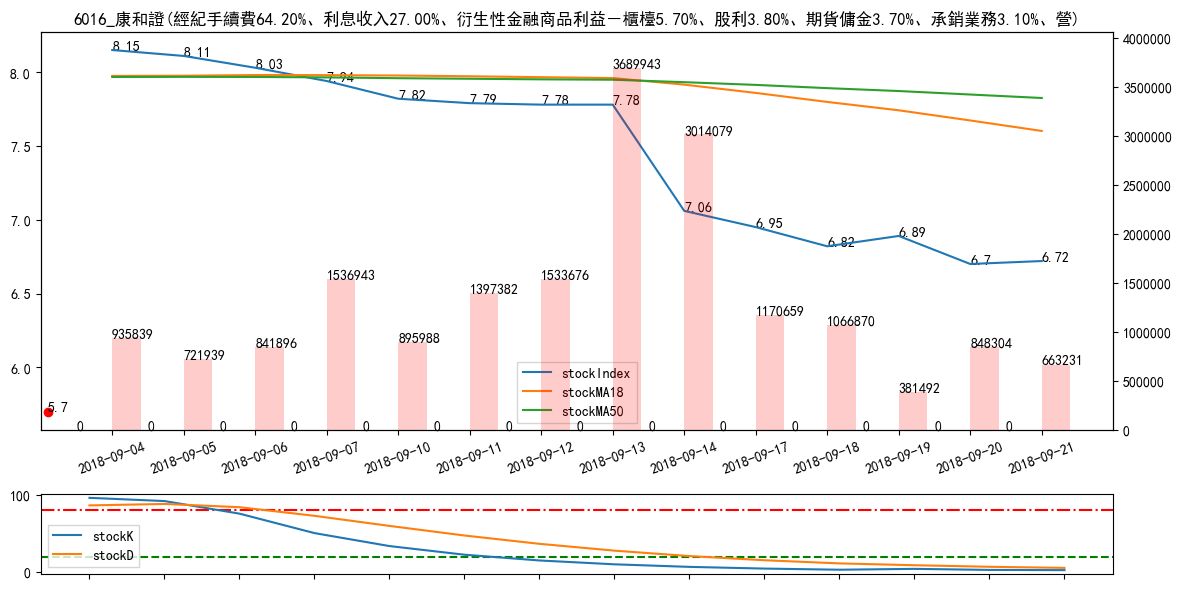 6016_康和證(經紀手續費64.20%、利息收入27.00%、衍生性金融商品利益－櫃檯5.70%、股利3.80%、期貨傭金3.70%、承銷業務3.10%、營)
8.15 8.11 8.03 7.94 7.82 7.79 7.78 7.78 7.06 6.95 6.82 6.89 6.7 6.72
8.0
7.5
7.0
6.5
6.0
4000000
3500000
3000000
2500000
2000000
1500000
1000000
500000
0
935839 721939 841896 1536943 895988 1397382 1533676 3689943 3014079 1170659 1066870 381492 848304 663231
5.7
0 0 0 0 0 0 0 0 0 0 0 0 0 0
stockIndex
stockMA18
stockMA50
2018-09-04 2018-09-05 2018-09-06 2018-09-07 2018-09-10 2018-09-11 2018-09-12 2018-09-13 2018-09-14 2018-09-17 2018-09-18 2018-09-19 2018-09-20 2018-09-21
100
0
stockK
stockD